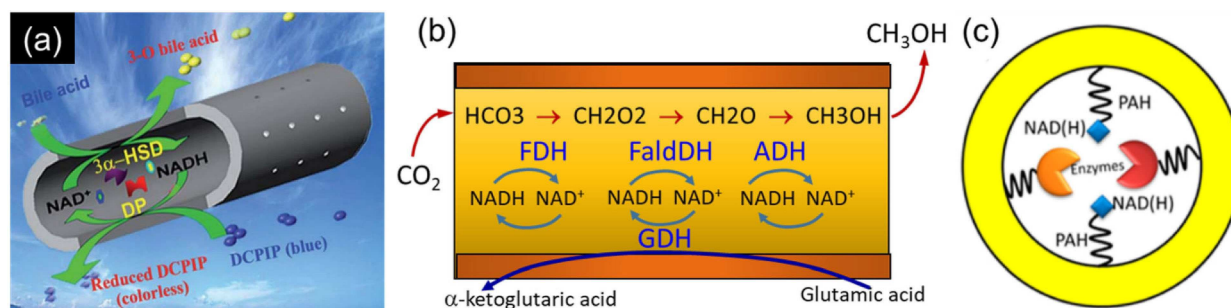 (a)
3-O bile acid
Bile acid
3α-HSD
NADH
NAD⁺
DP
DCPIP (blue)
Reduced DCPIP
(colorless)
(b)
CH₃OH
HCO3 → CH2O2 → CH2O → CH3OH
FDH FaldDH ADH
CO₂
NADH NAD⁺ NADH NAD⁺ NADH NAD⁺
GDH
α-ketoglutaric acid Glutamic acid
(c)
PAH
NAD(H)
Enzymes
NAD(H)
PAH